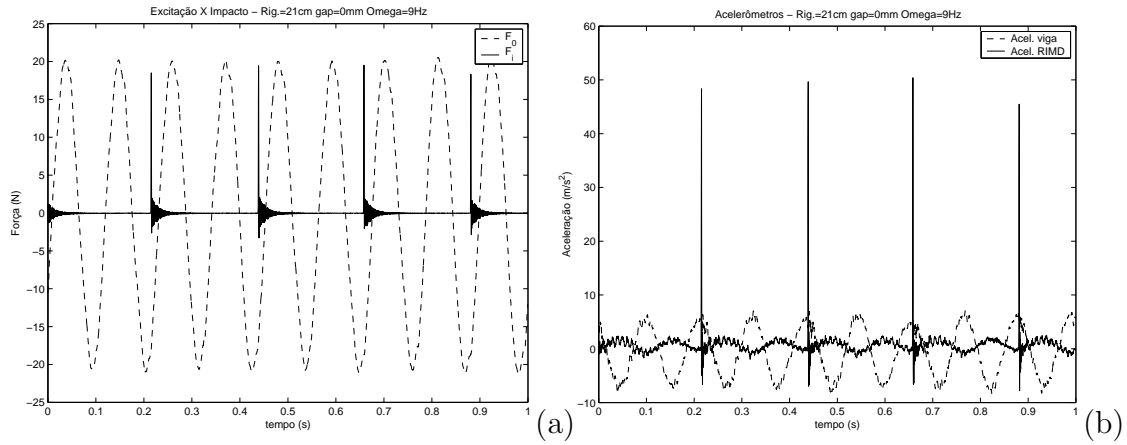 Excitação X Impacto − Rig.=21cm gap=0mm Omega=9Hz
25
20
15
10
5
0
−5
−10
−15
−20
−25
Força (N)
F0
Fi
0 0.1 0.2 0.3 0.4 0.5 0.6 0.7 0.8 0.9 1
tempo (s)
(a)
Acelerômetros − Rig.=21cm gap=0mm Omega=9Hz
60
50
40
30
20
10
0
−10
Aceleração (m/s²)
Acel. viga
Acel. RIMD
0 0.1 0.2 0.3 0.4 0.5 0.6 0.7 0.8 0.9 1
tempo (s)
(b)